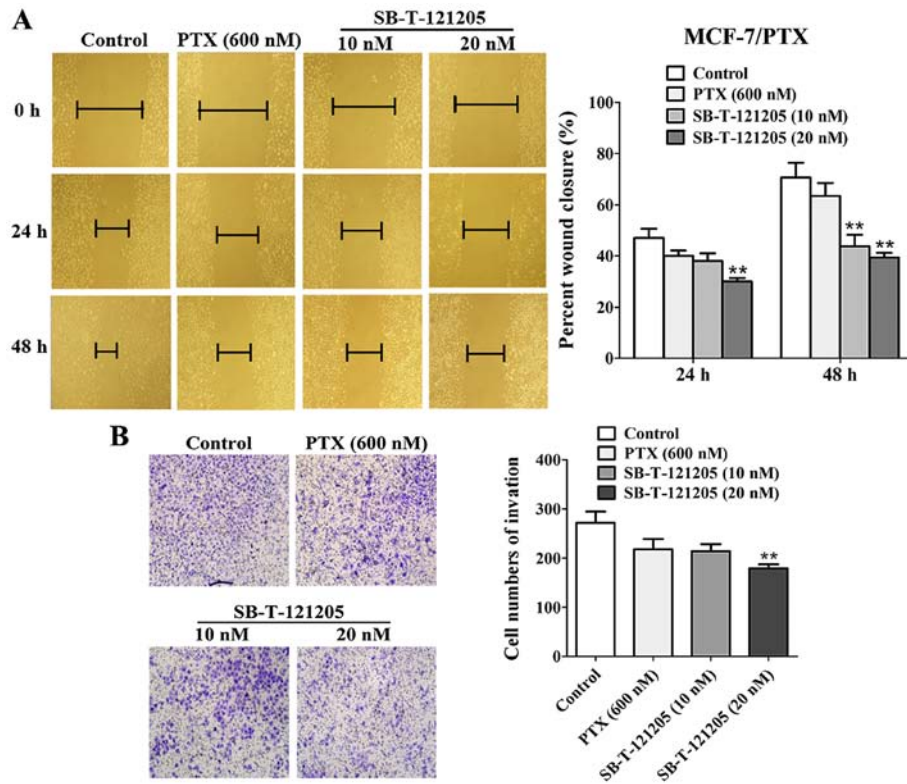 A
SB-T-121205
Control PTX (600 nM) 10 nM 20 nM
0 h
24 h
48 h
MCF-7/PTX
Control
PTX (600 nM)
SB-T-121205 (10 nM)
SB-T-121205 (20 nM)
Percent wound closure (%)
100
80
60
40
20
0
**
**
**
24 h 48 h
B
Control PTX (600 nM)
SB-T-121205
10 nM 20 nM
Control
PTX (600 nM)
SB-T-121205 (10 nM)
SB-T-121205 (20 nM)
Cell numbers of invation
400
300
200
100
0
**
Control
PTX (600 nM)
SB-T-121205 (10 nM)
SB-T-121205 (20 nM)